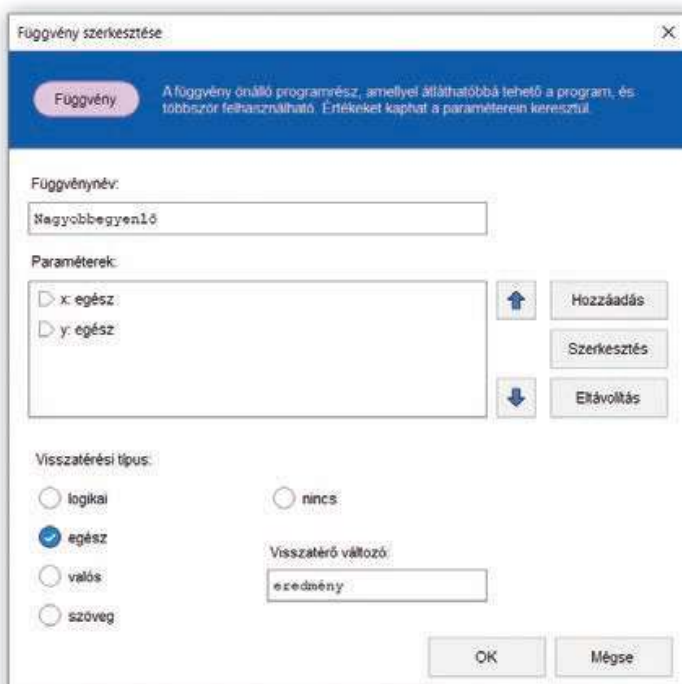 Függvény szerkesztése
Függvény
A függvény önálló programrész, amellyel átláthatóbbá tehető a program, és
többször felhasználható. Értékeket kaphat a paraméterein keresztül.
Függvénynév:
Nagyobbegyenlő
Paraméterek:
x: egész
y: egész
Hozzáadás
Szerkesztés
Eltávolítás
Visszatérési típus:
logikai
nincs
egész
Visszatérő változó:
valós
eredmény
szöveg
OK
Mégse